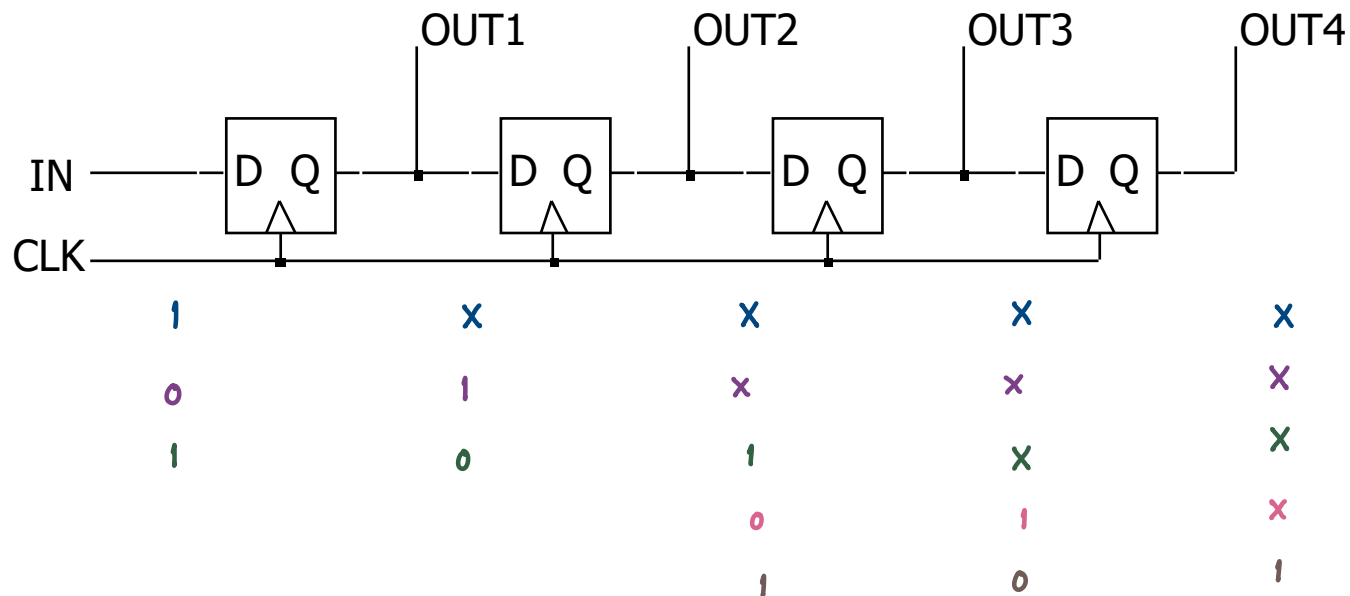 OUT1 OUT2 OUT3 OUT4
IN D Q D Q D Q D Q
CLK
1 X X X X
0 1 X X X
1 0 1 X X
0 1 X
1 0 1